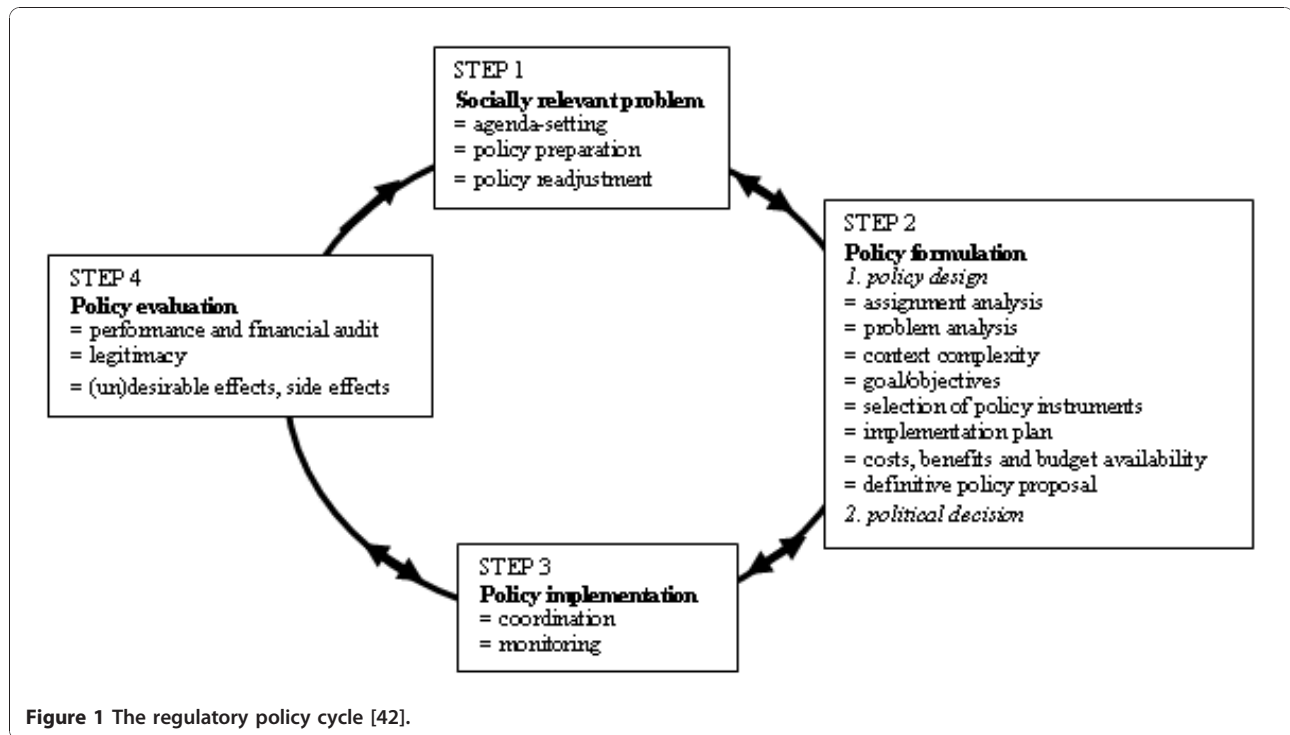 STEP 1
Socially relevant problem
= agenda-setting
= policy preparation
= policy readjustment
STEP 2
Policy formulation
1. policy design
= assignment analysis
= problem analysis
= context complexity
= goal/objectives
= selection of policy instruments
= implementation plan
= costs, benefits and budget availability
= definitive policy proposal
2. political decision
STEP 3
Policy implementation
= coordination
= monitoring
STEP 4
Policy evaluation
= performance and financial audit
= legitimacy
= (un)desirable effects, side effects
Figure 1 The regulatory policy cycle [42].